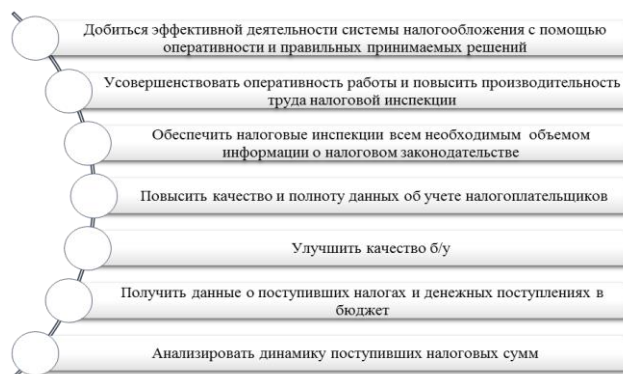 Добиться эффективной деятельности системы налогообложения с помощью
оперативности и правильных принимаемых решений
Усовершенствовать оперативность работы и повысить производительность
труда налоговой инспекции
Обеспечить налоговые инспекции всем необходимым объемом
информации о налоговом законодательстве
Повысить качество и полноту данных об учете налогоплательщиков
Улучшить качество б/у
Получить данные о поступивших налогах и денежных поступлениях в
бюджет
Анализировать динамику поступивших налоговых сумм